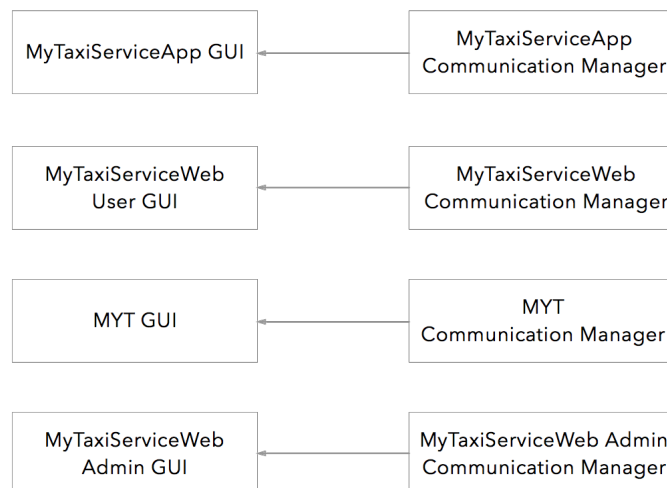 MyTaxiServiceApp GUI
MyTaxiServiceApp
Communication Manager
MyTaxiServiceWeb
User GUI
MyTaxiServiceWeb
Communication Manager
MYT GUI
MYT
Communication Manager
MyTaxiServiceWeb
Admin GUI
MyTaxiServiceWeb Admin
Communication Manager